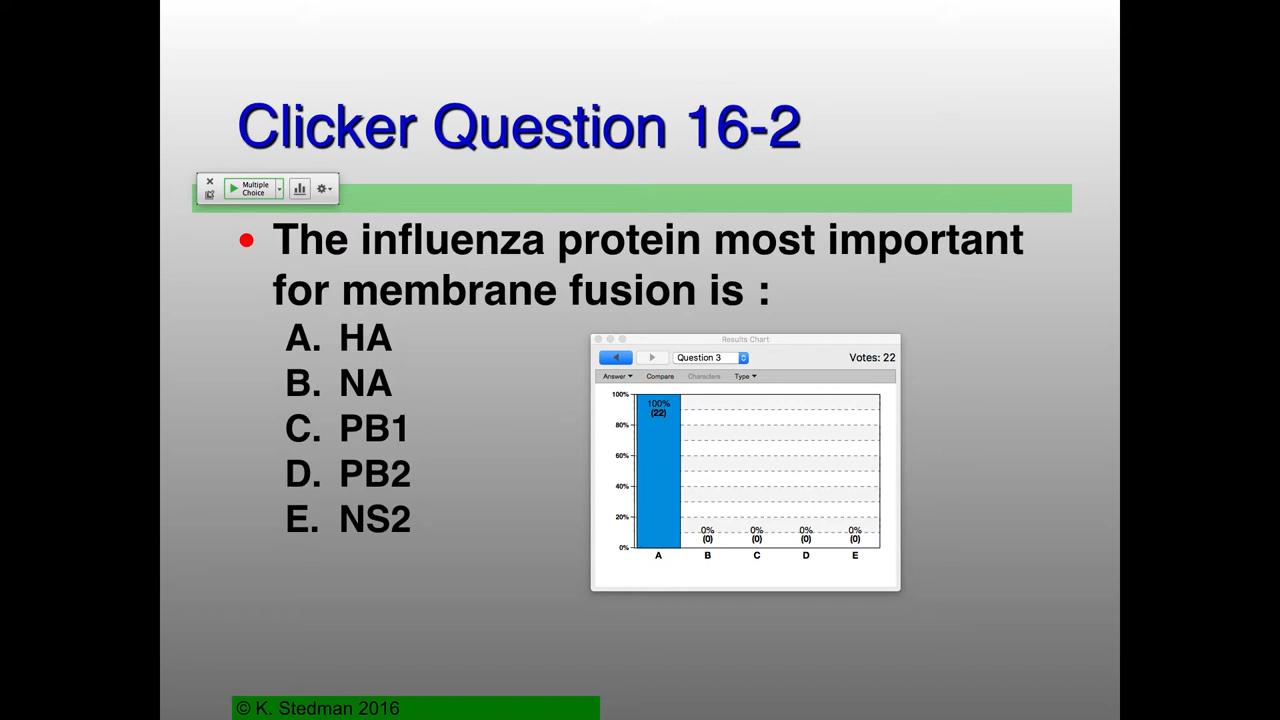 Clicker Question 16-2
Multiple
Choice
• The influenza protein most important
for membrane fusion is :
A. HA
B. NA
C. PB1
D. PB2
E. NS2
Results Chart
Question 3
Votes: 22
Answer
Compare
Characters
Type
100%
80%
60%
40%
20%
0%
100%
(22)
0%
(0)
0%
(0)
0%
(0)
0%
(0)
A B C D E
© K. Stedman 2016